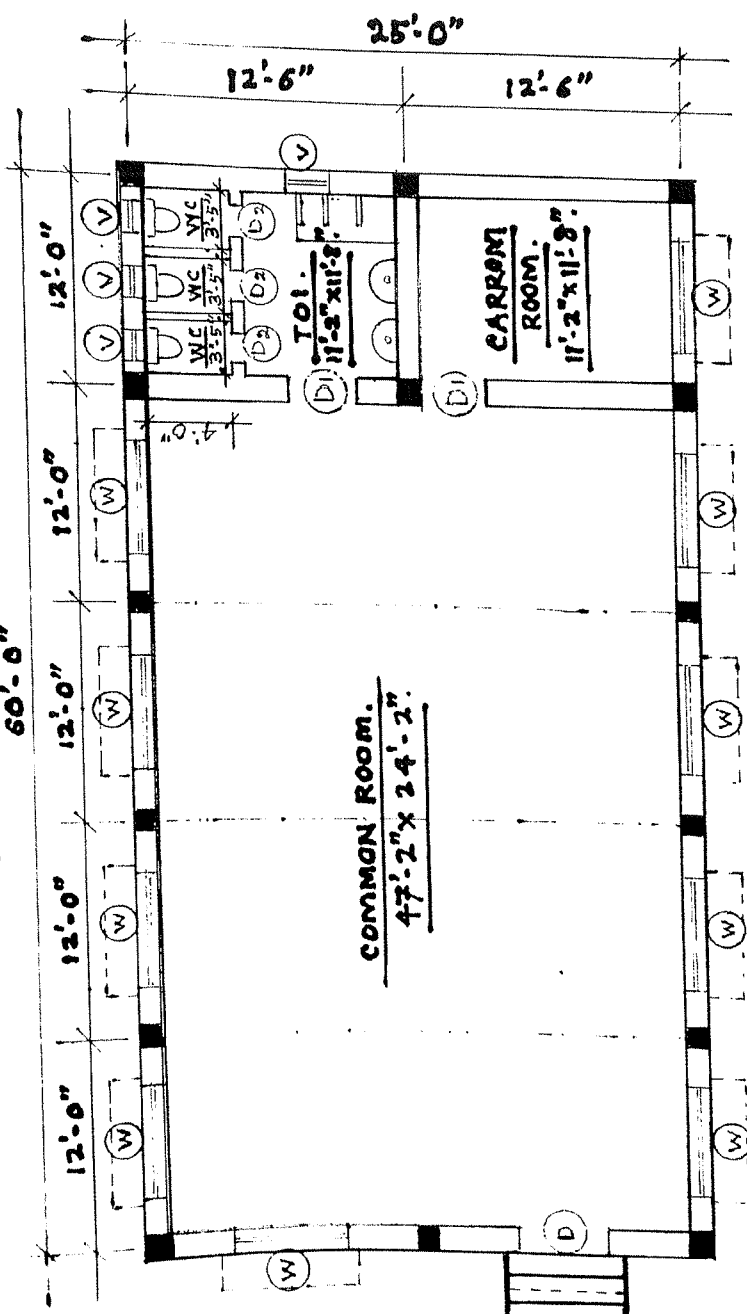 25'-0"
12'-6"
12'-6"
60'-0"
12'-0"
12'-0"
12'-0"
12'-0"
12'-0"
V
V
V
V
WC
3'-5"
WC
3'-5"
WC
3'-5"
D2
D2
D2
TOI.
11'-2"x11'-8".
CARROM
ROOM.
11'-2"x11'-8".
D1
D1
4'-0"
W
W
W
W
W
W
W
W
W
W
COMMON ROOM.
47'-2"x 24'-2".
D